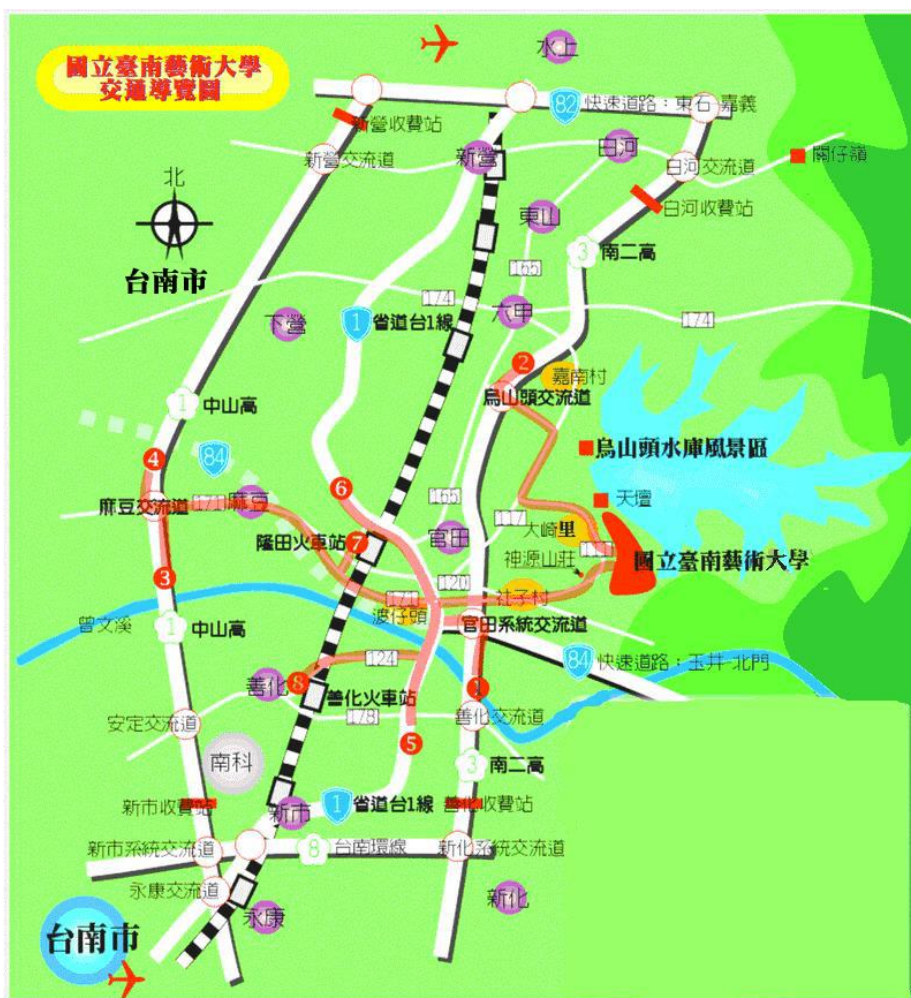 國立臺南藝術大學
交通導覽圖
水上
82
快速道路：東石-嘉義
新營收費站
新營交流道
新營
白河
白河交流道
關仔嶺
白河收費站
北
台南市
東山
3
南二高
165
174
六甲
174
下營
1
省道台1線
2
嘉南村
烏山頭交流道
1
中山高
烏山頭水庫風景區
4
84
麻豆交流道
171
麻豆
6
165
天壇
117
大崎里
官田
隆田火車站
7
神源山莊
國立臺南藝術大學
3
120
171
社子村
渡仔頭
曾文溪
1
中山高
官田系統交流道
84
快速道路：玉井-北門
124
善化
8
善化火車站
1
178
善化交流道
安定交流道
5
南科
3
南二高
新市收費站
新市
1
省道台1線
善化收費站
新市系統交流道
8
台南環線
新化系統交流道
永康交流道
永康
新化
台南市